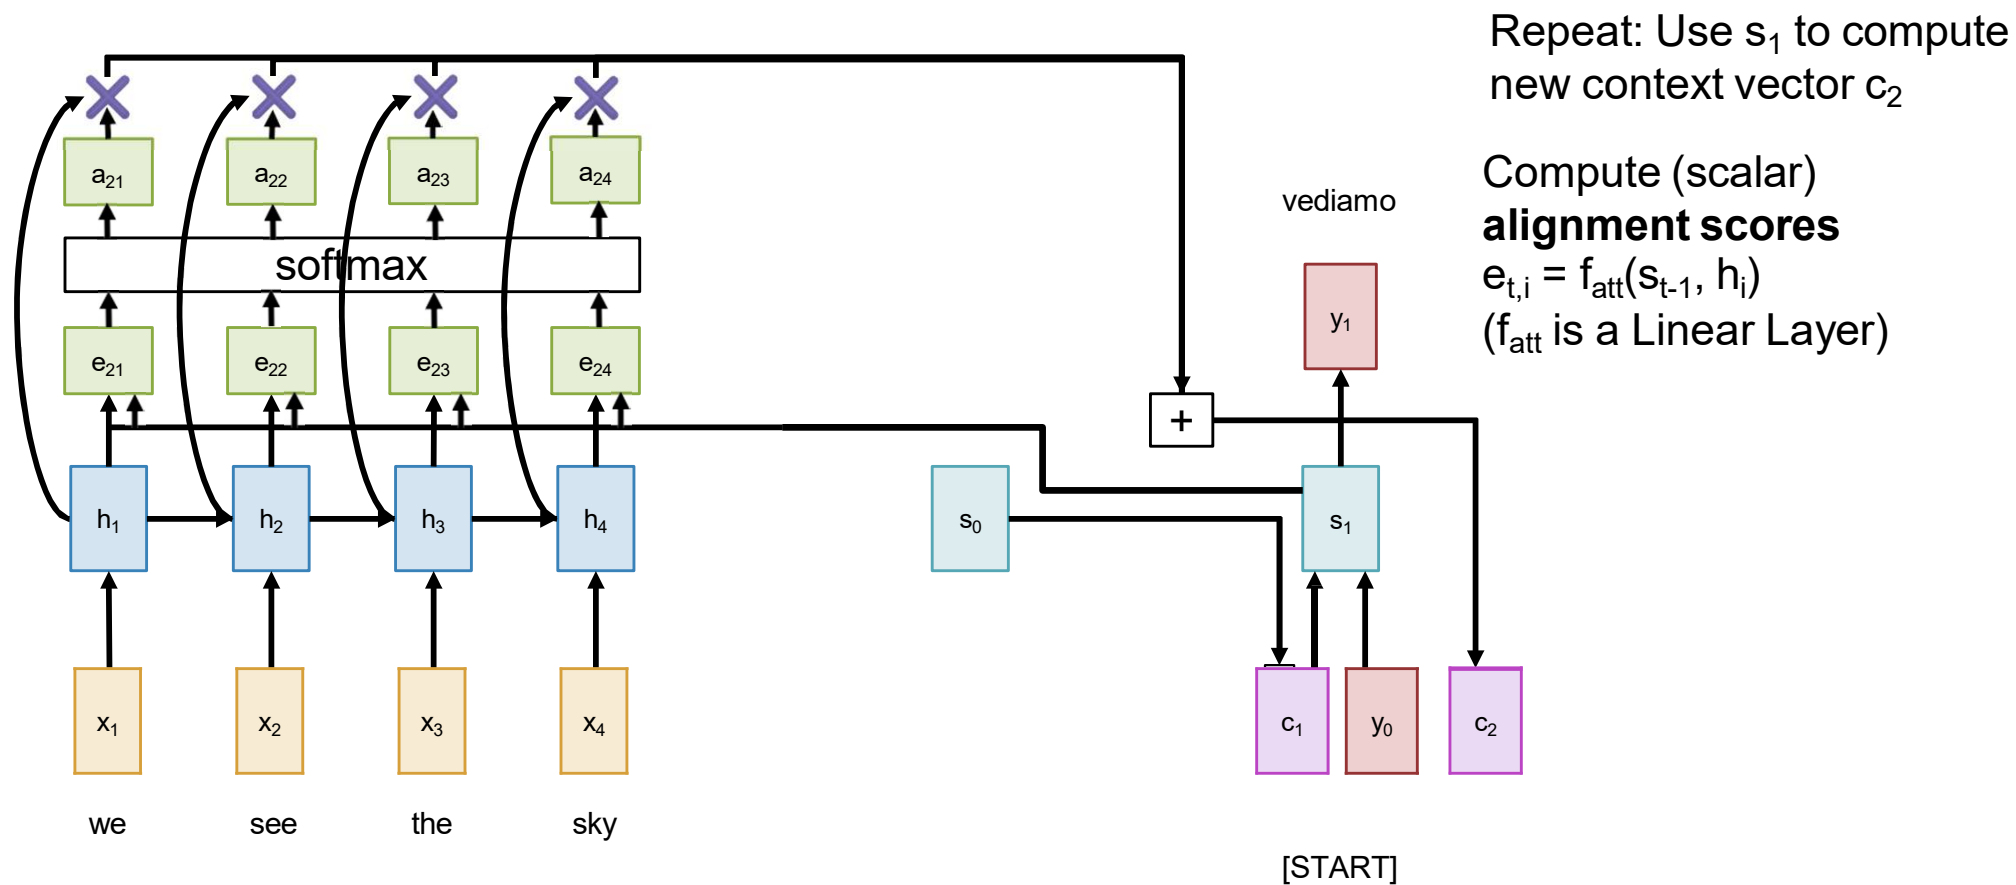 Repeat: Use s₁ to compute
new context vector c₂
Compute (scalar)
alignment scores
eₜ,ᵢ = fₐₜₜ(sₜ₋₁, hᵢ)
(fₐₜₜ is a Linear Layer)
a₂₁ a₂₂ a₂₃ a₂₄
vediamo
softmax
y₁
e₂₁ e₂₂ e₂₃ e₂₄
+
h₁ h₂ h₃ h₄ s₀ s₁
x₁ x₂ x₃ x₄ c₁ y₀ c₂
we see the sky
[START]